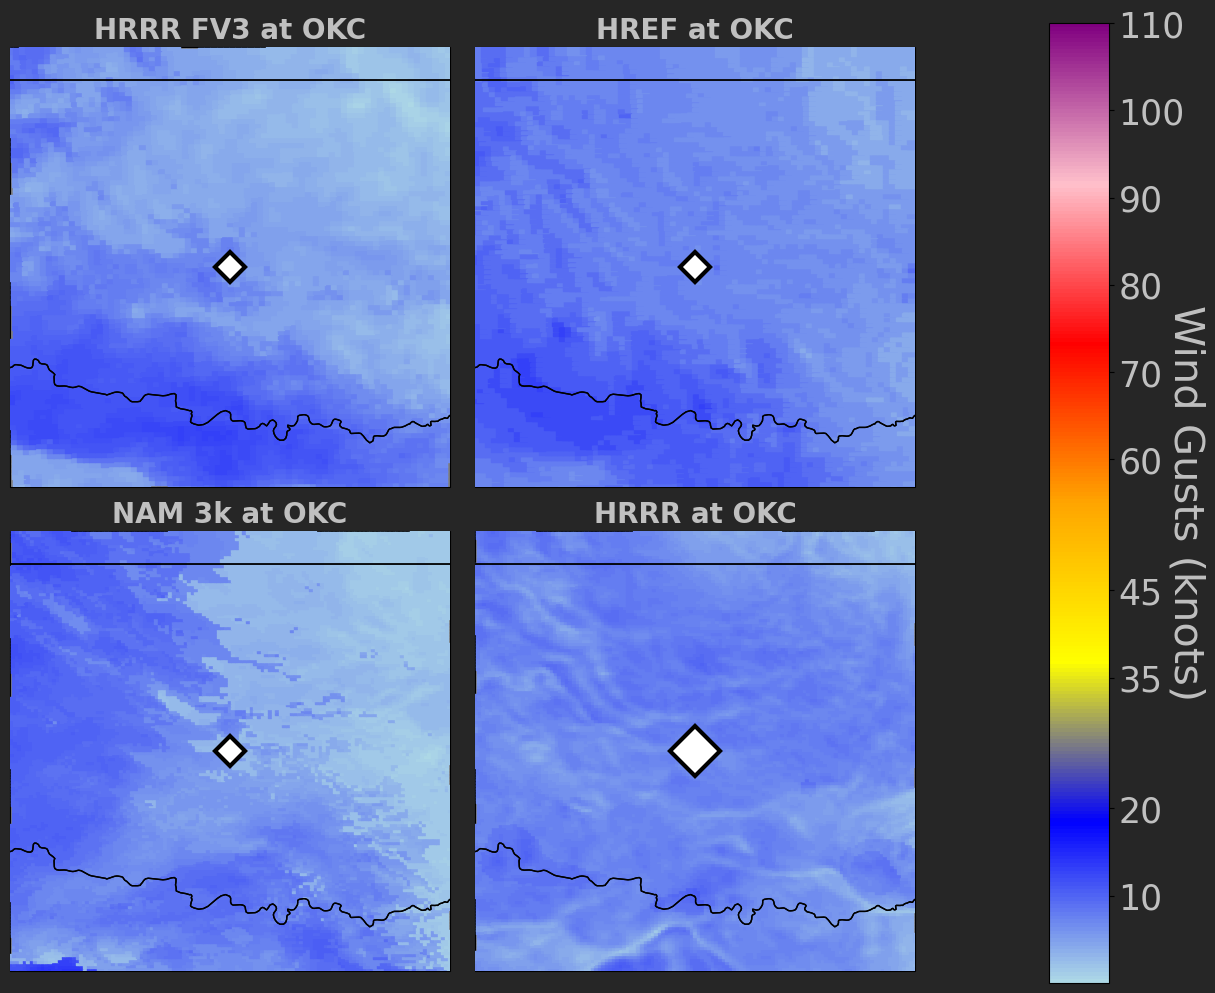 HRRR FV3 at OKC
HREF at OKC
NAM 3k at OKC
HRRR at OKC
110
100
90
80
70
60
45
35
20
10
Wind Gusts (knots)